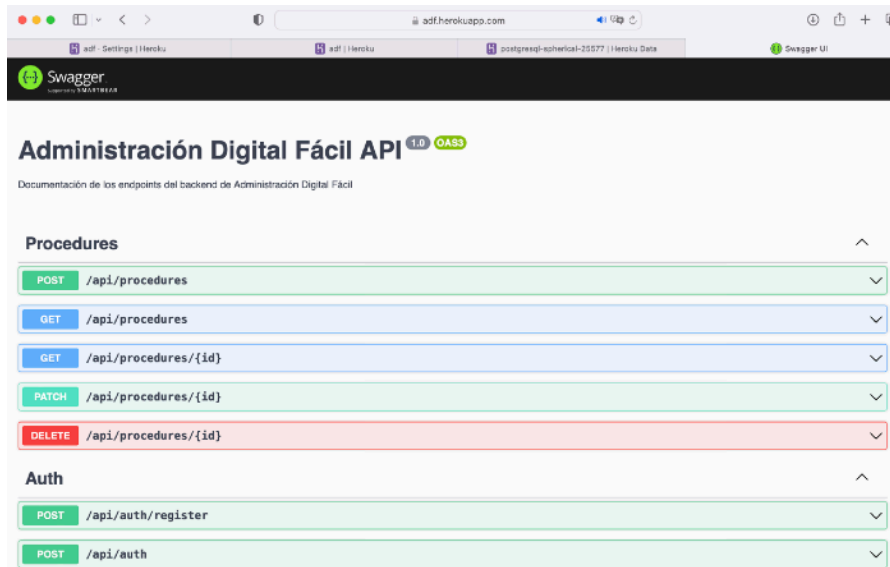 adf.herokuapp.com
adf - Settings | Heroku
adf | Heroku
postgresql-spherical-25577 | Heroku Data
Swagger UI
Swagger.
Supported by SMARTBEAR
Administración Digital Fácil API 1.0 OAS3
Documentación de los endpoints del backend de Administración Digital Fácil
Procedures
POST /api/procedures
GET /api/procedures
GET /api/procedures/{id}
PATCH /api/procedures/{id}
DELETE /api/procedures/{id}
Auth
POST /api/auth/register
POST /api/auth